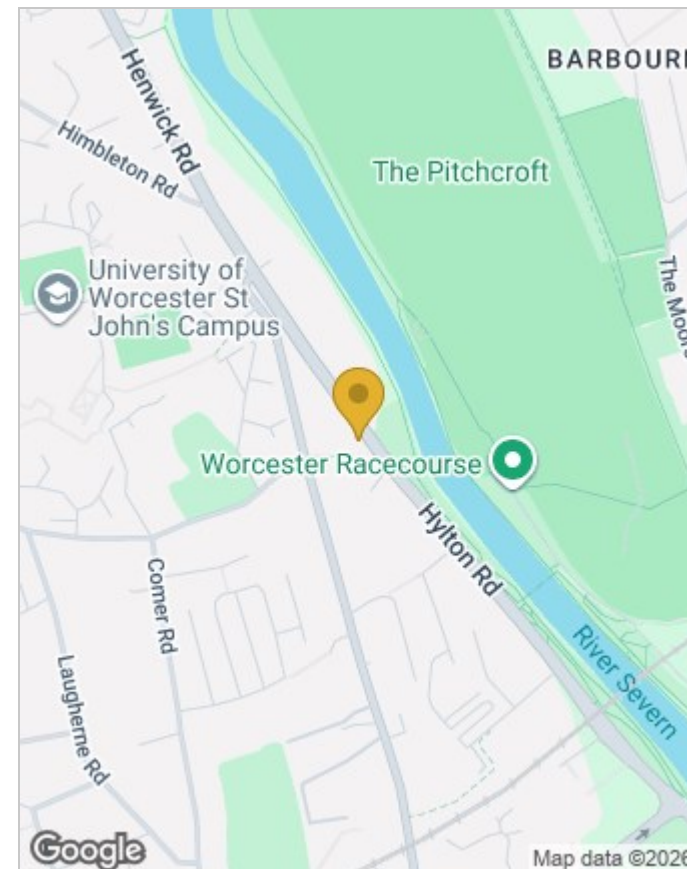 BARBOUR
Henwick Rd
Himbleton Rd
The Pitchcroft
University of
Worcester St
John's Campus
The Moors
Worcester Racecourse
Hylton Rd
Comer Rd
River Severn
Laugherne Rd
Google
Map data ©2026